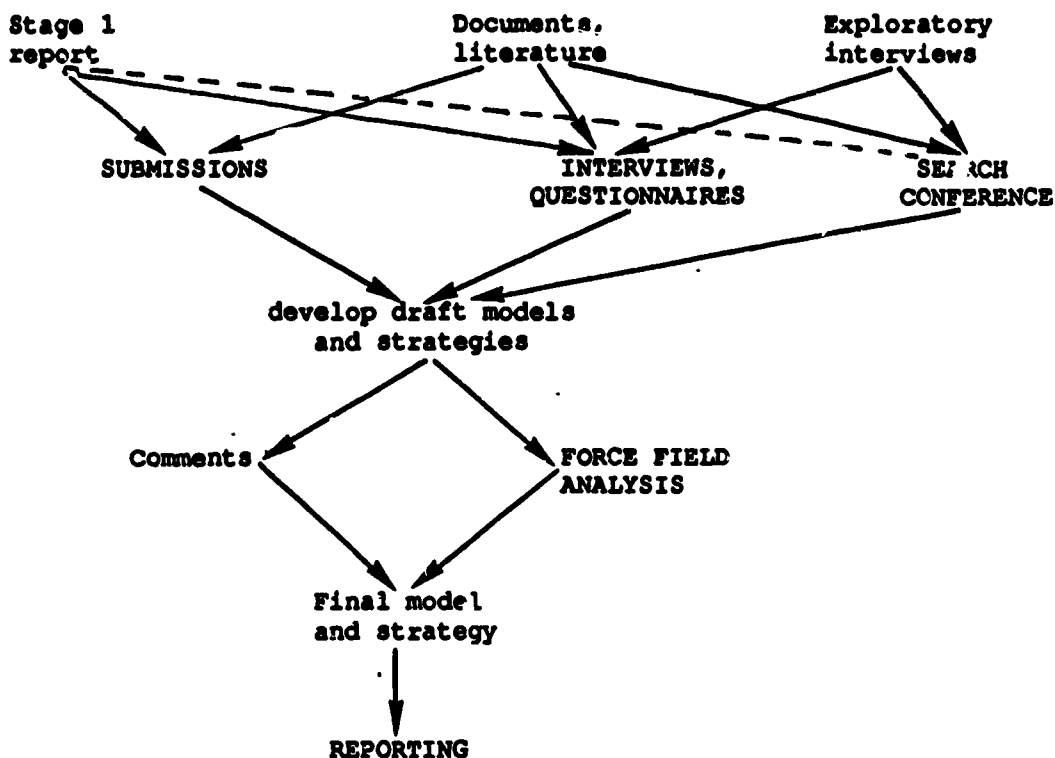 Stage 1
report
Documents,
literature
Exploratory
interviews
SUBMISSIONS
INTERVIEWS,
QUESTIONNAIRES
SEARCH
CONFERENCE
develop draft models
and strategies
Comments
FORCE FIELD
ANALYSIS
Final model
and strategy
REPORTING